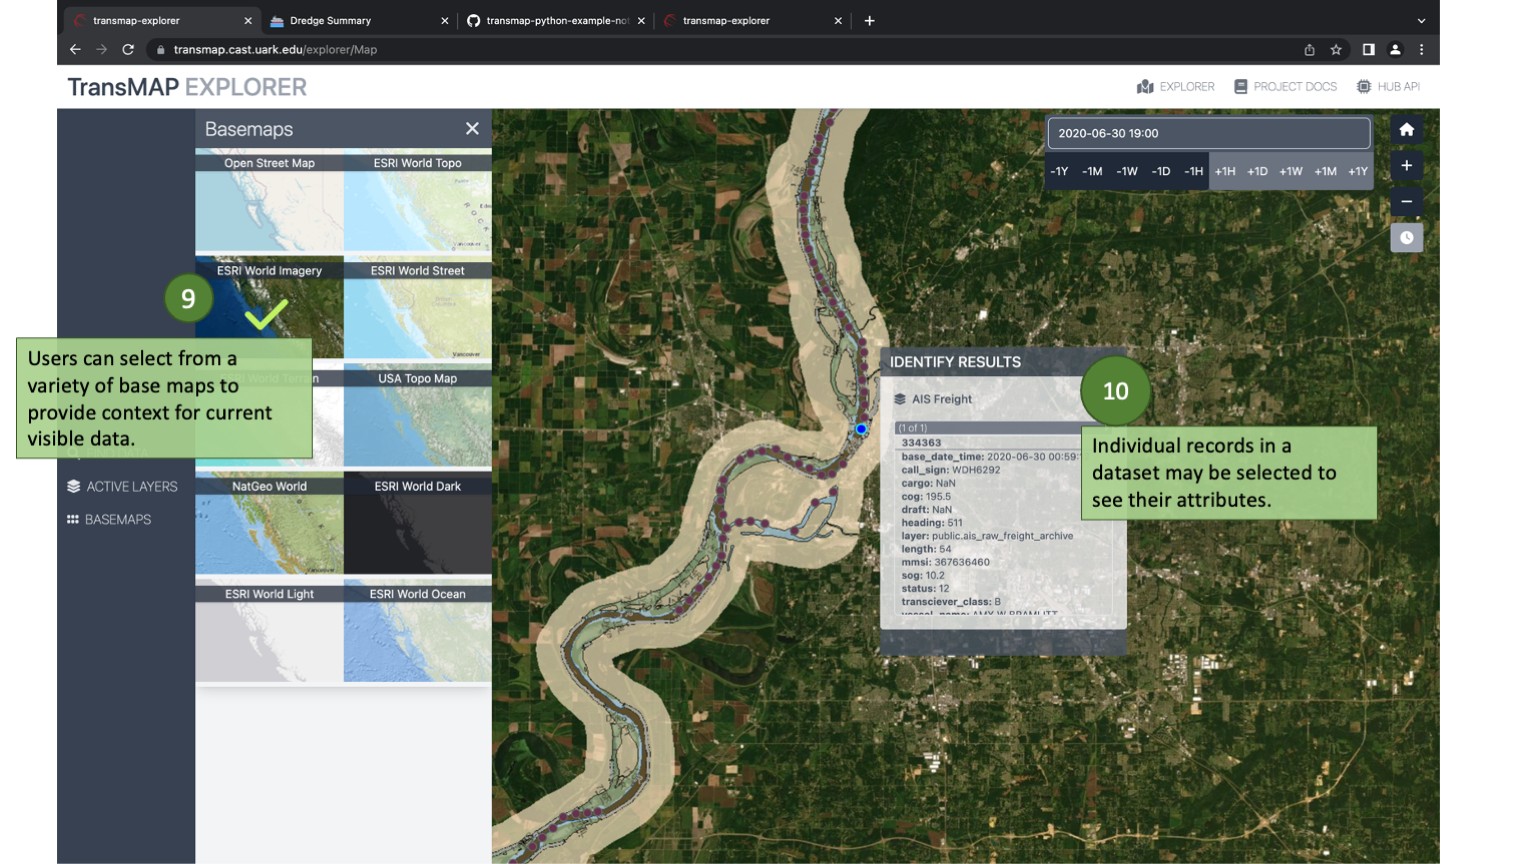 transmap-explorer
Dredge Summary
transmap-python-example-not
transmap-explorer
transmap.cast.uark.edu/explorer/Map
TransMAP EXPLORER
EXPLORER
PROJECT DOCS
HUB API
Basemaps
Open Street Map
ESRI World Topo
ESRI World Imagery
ESRI World Street
9
Users can select from a
variety of base maps to
provide context for current
visible data.
USA Topo Map
NatGeo World
ESRI World Dark
ESRI World Light
ESRI World Ocean
ACTIVE LAYERS
BASEMAPS
2020-06-30 19:00
-1Y -1M -1W -1D -1H +1H +1D +1W +1M +1Y
IDENTIFY RESULTS
AIS Freight
(1 of 1)
334363
base_date_time: 2020-06-30 00:59:
call_sign: WDH6292
cargo: NaN
cog: 195.5
draft: NaN
heading: 511
layer: public.ais_raw_freight_archive
length: 54
mmsi: 367636460
sog: 10.2
status: 12
transciever_class: B
vessel_name: AMY W BRAMLITT
10
Individual records in a
dataset may be selected to
see their attributes.